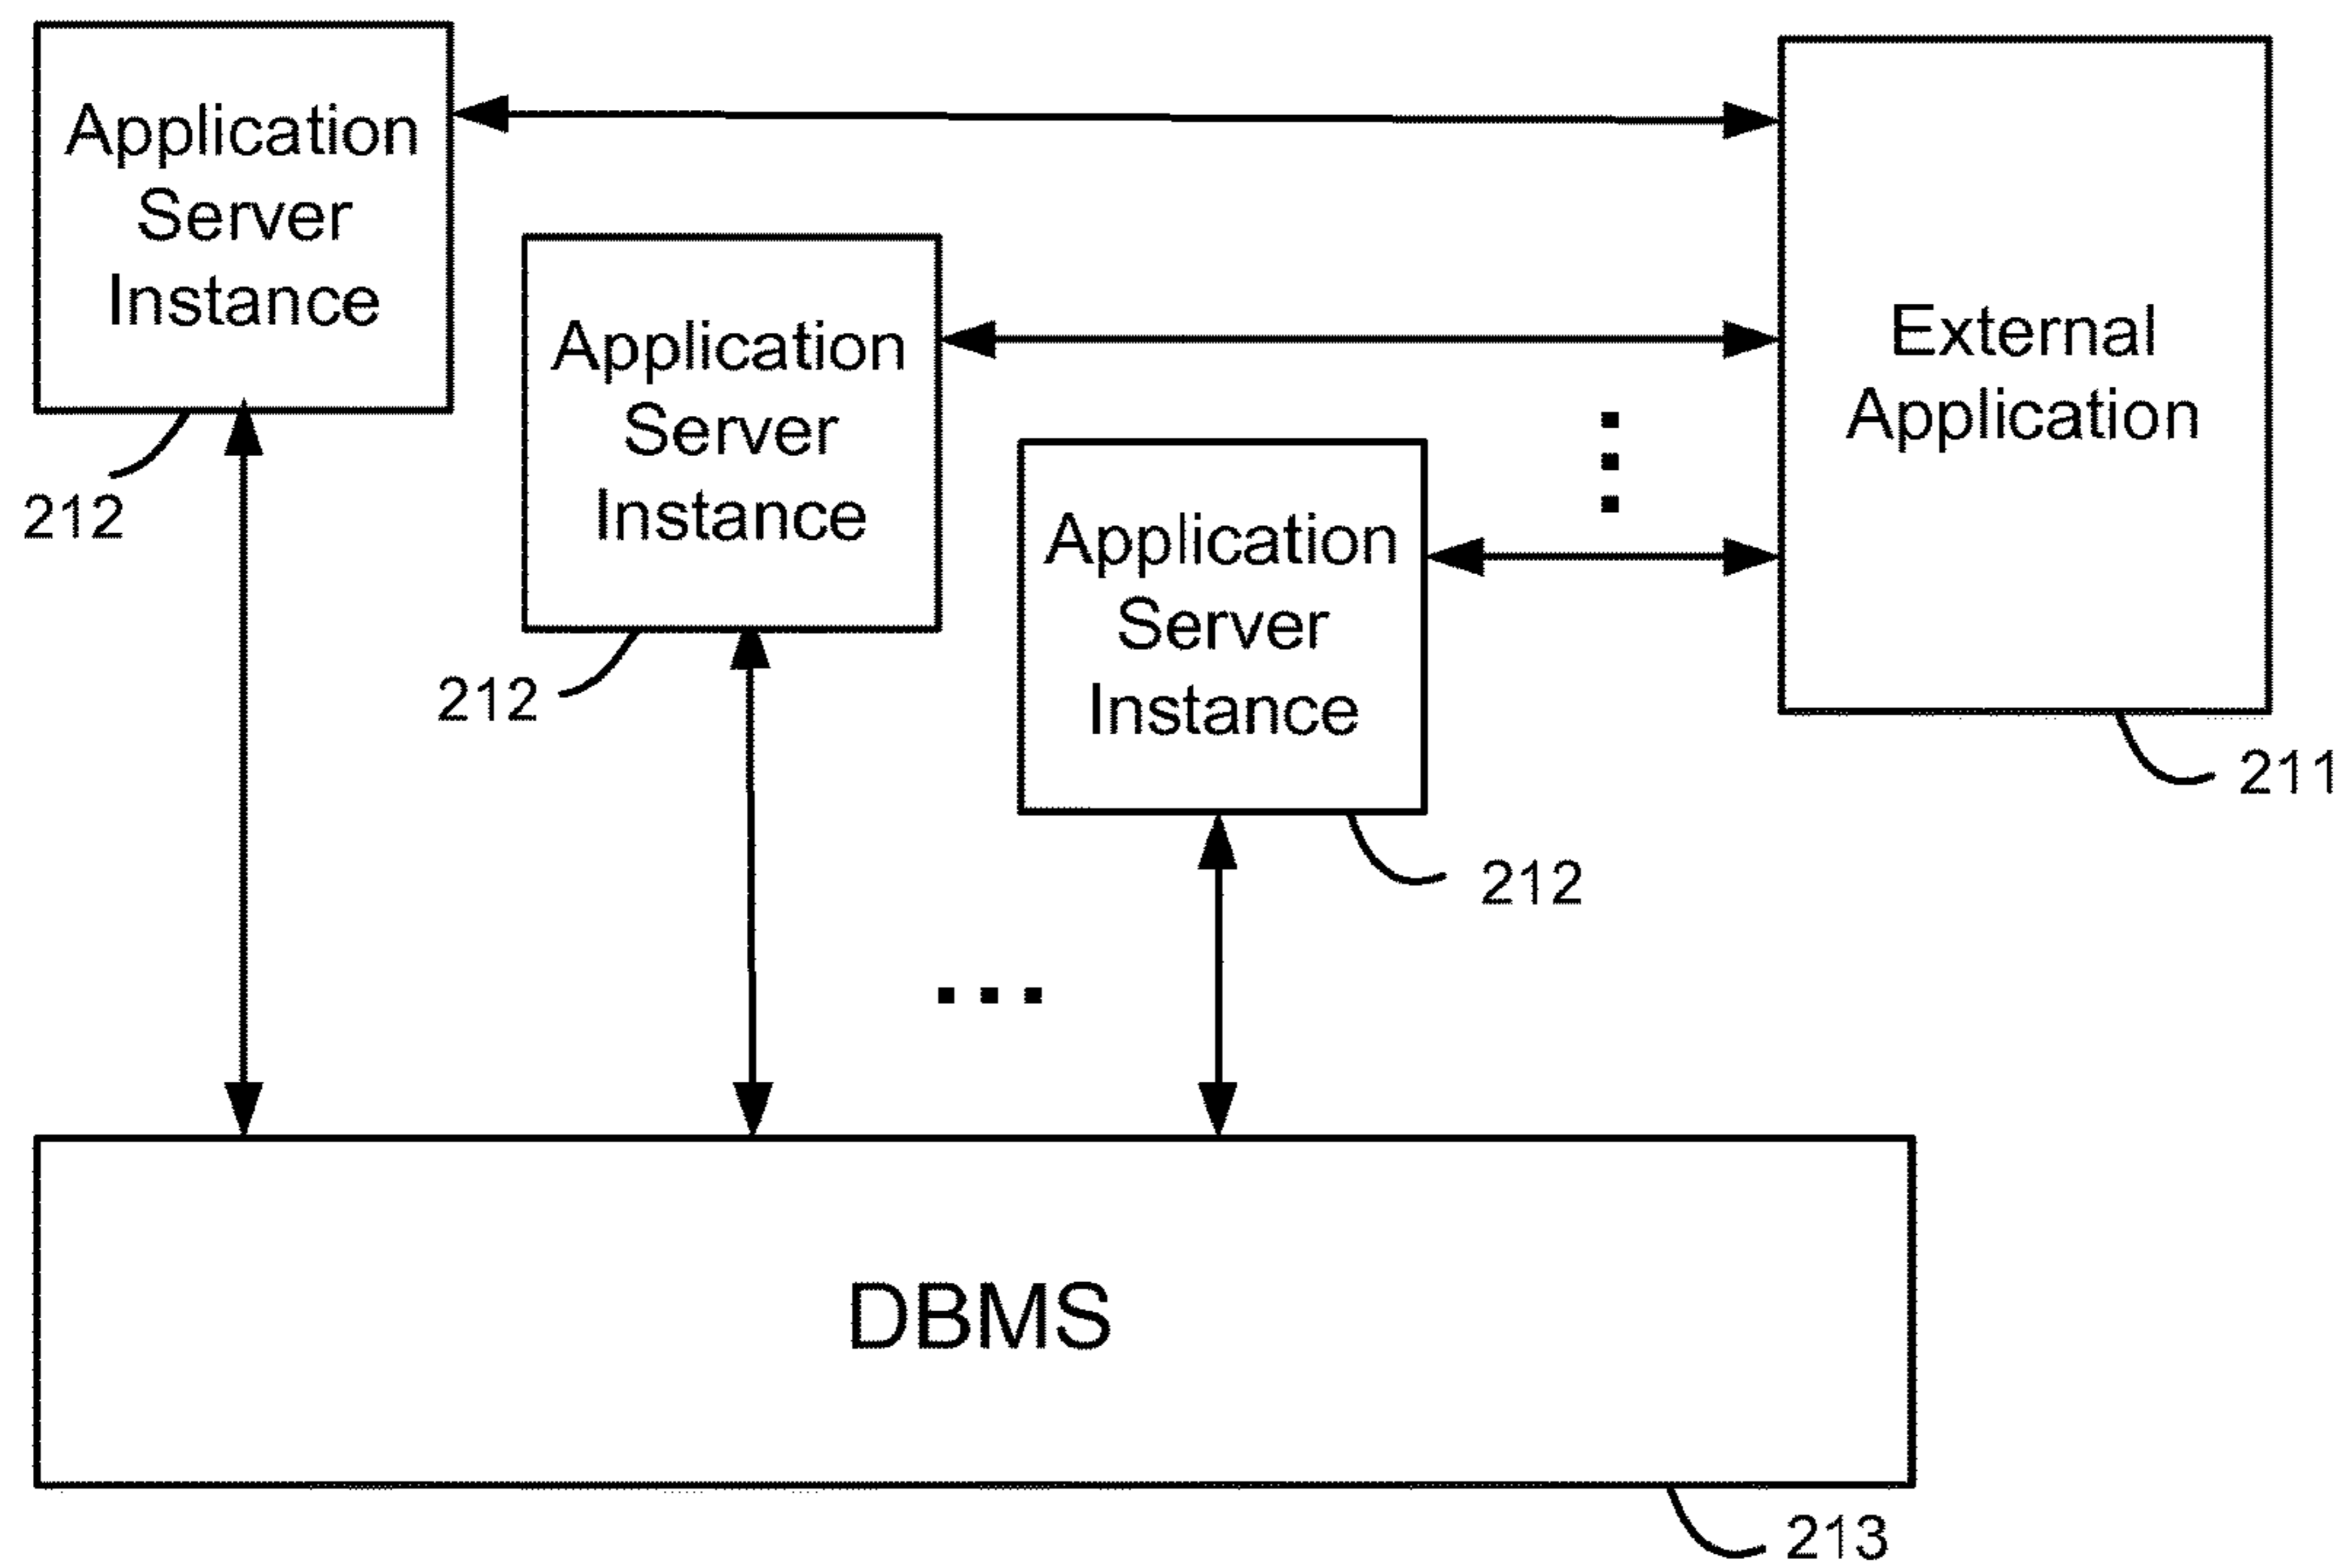 Application
Server
Instance
212
Application
Server
Instance
212
Application
Server
Instance
212
External
Application
211
DBMS
213